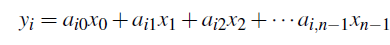 yᵢ = aᵢ₀x₀ + aᵢ₁x₁ + aᵢ₂x₂ + ⋯ aᵢ,ₙ₋₁xₙ₋₁